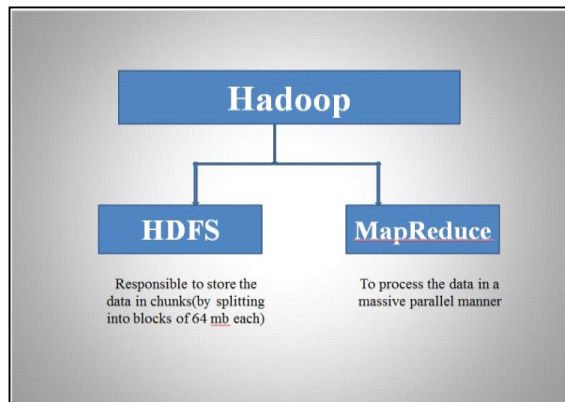 Hadoop
HDFS
MapReduce
Responsible to store the
data in chunks(by splitting
into blocks of 64 mb each)
To process the data in a
massive parallel manner